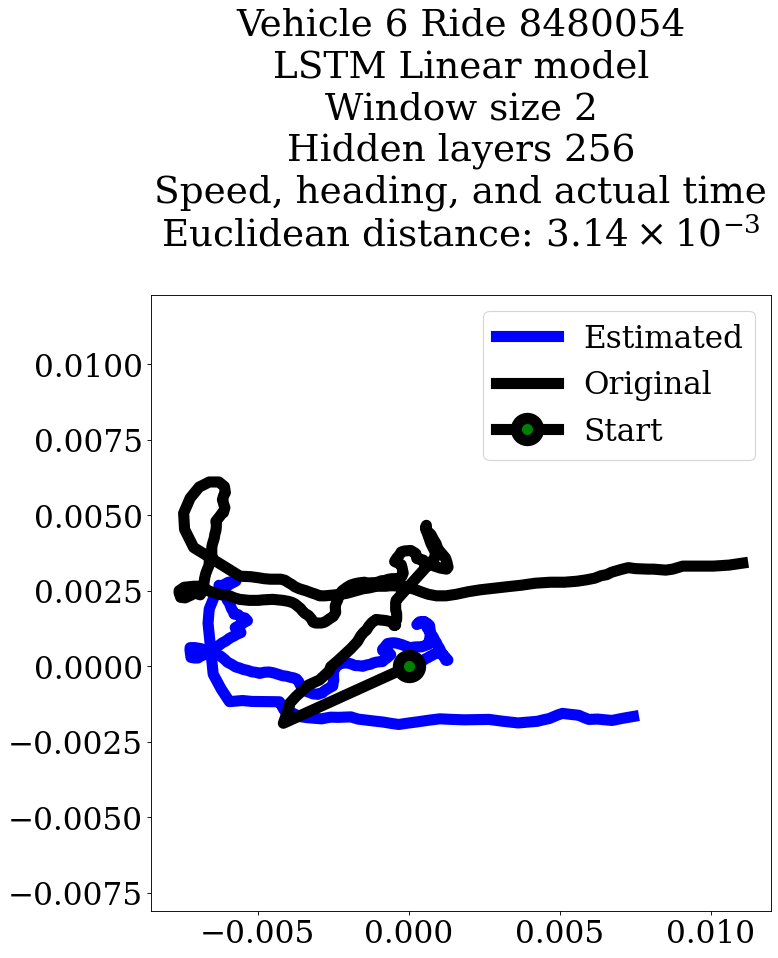 Vehicle 6 Ride 8480054
LSTM Linear model
Window size 2
Hidden layers 256
Speed, heading, and actual time
Euclidean distance: 3.14 × 10⁻³
Estimated
Original
Start
0.0100
0.0075
0.0050
0.0025
0.0000
−0.0025
−0.0050
−0.0075
−0.005 0.000 0.005 0.010